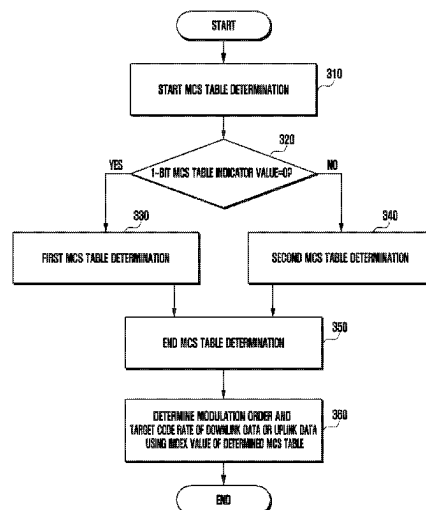 START
310
START MCS TABLE DETERMINATION
320
1-BIT MCS TABLE INDICATOR VALUE=0?
YES
NO
330
340
FIRST MCS TABLE DETERMINATION
SECOND MCS TABLE DETERMINATION
350
END MCS TABLE DETERMINATION
360
DETERMINE MODULATION ORDER AND
TARGET CODE RATE OF DOWNLINK DATA OR UPLINK DATA
USING INDEX VALUE OF DETERMINED MCS TABLE
END